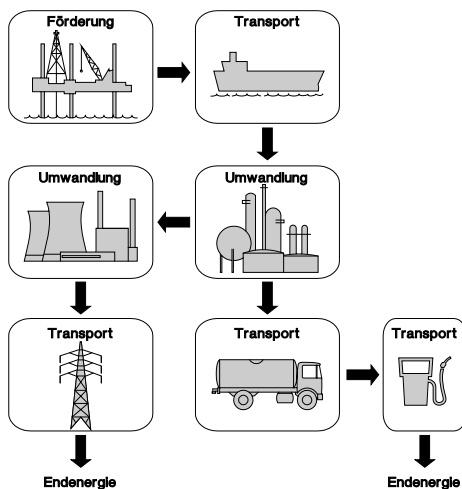 Förderung
Transport
Umwandlung
Umwandlung
Transport
Transport
Transport
Endenergie
Endenergie